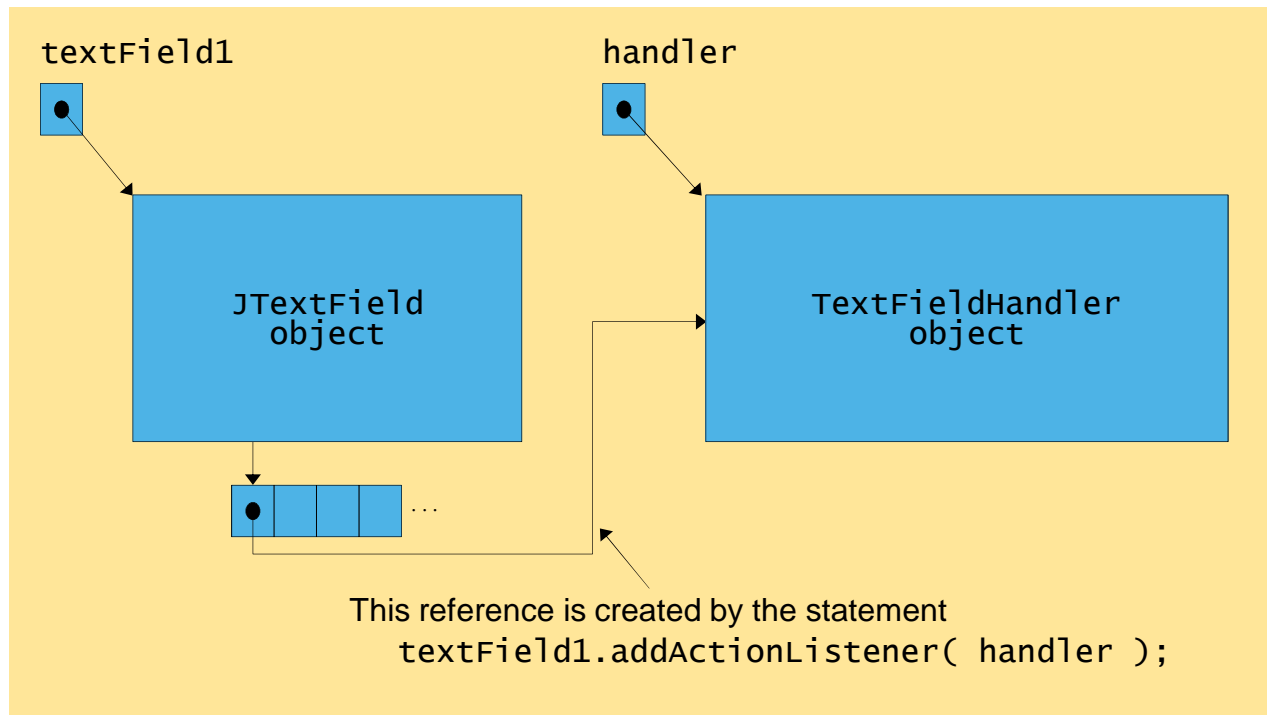 textField1
handler
JTextField
object
TextFieldHandler
object
...
This reference is created by the statement
textField1.addActionListener( handler );